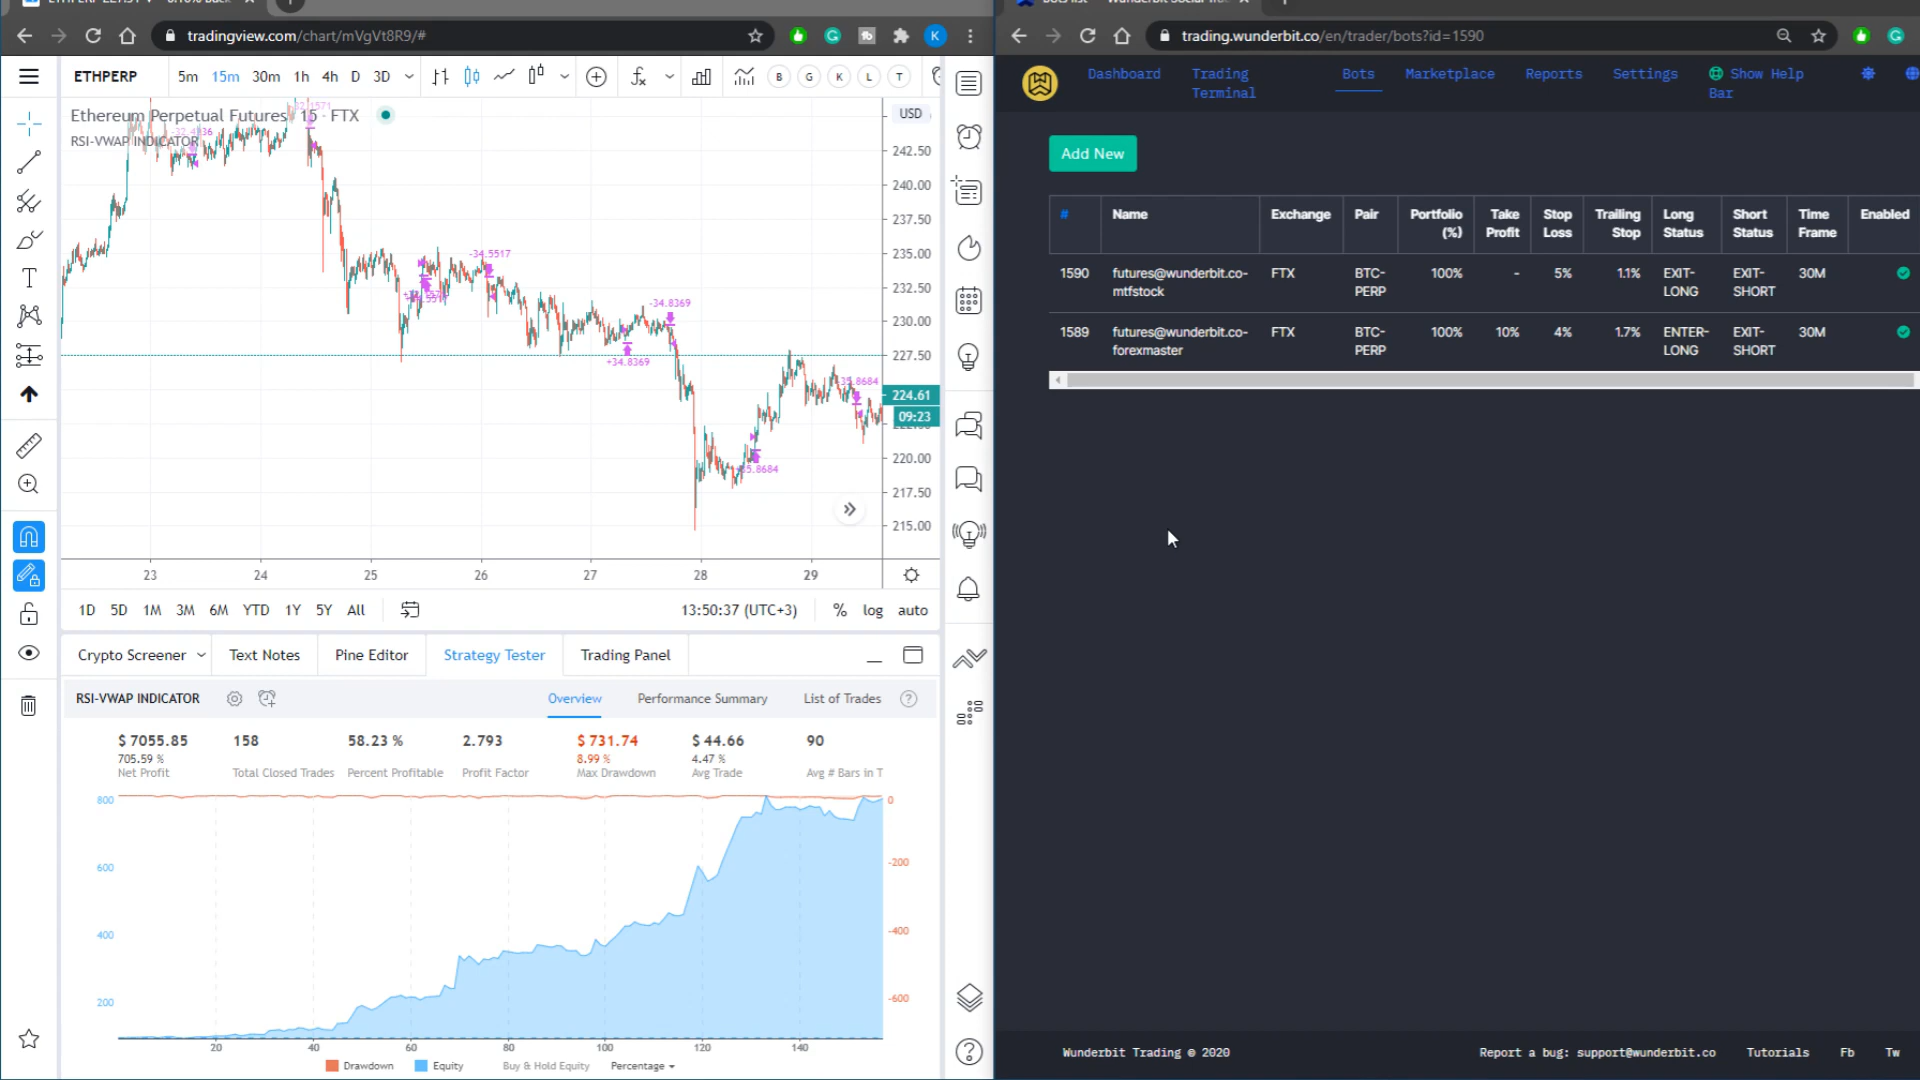 tradingview.com/chart/mVgVt8R9/#
K
ETHPERP 5m 15m 30m 1h 4h D 3D
B G K L T
Ethereum Perpetual Futures · 15 · FTX
USD
RSI-VWAP INDICATOR
-34.5517
-34.8369
+34.8369
242.50
240.00
237.50
235.00
232.50
230.00
227.50
224.61
09:23
220.00
217.50
215.00
23 24 25 26 27 28 29
1D 5D 1M 3M 6M YTD 1Y 5Y All
13:50:37 (UTC+3) % log auto
Crypto Screener Text Notes Pine Editor Strategy Tester Trading Panel
RSI-VWAP INDICATOR Overview Performance Summary List of Trades
$ 7055.85 158 58.23 % 2.793 $ 731.74 $ 44.66 90
705.59 % 8.99 % 4.47 %
Net Profit Total Closed Trades Percent Profitable Profit Factor Max Drawdown Avg Trade Avg # Bars in T
800 0
600 -200
400 -400
200 -600
20 40 60 80 100 120 140
Drawdown Equity Buy & Hold Equity Percentage
trading.wunderbit.co/en/trader/bots?id=1590
Dashboard Trading Terminal Bots Marketplace Reports Settings Show Help Bar
Add New
# Name Exchange Pair Portfolio (%) Take Profit Stop Loss Trailing Stop Long Status Short Status Time Frame Enabled
1590 futures@wunderbit.co-mtfstock FTX BTC-PERP 100% - 5% 1.1% EXIT-LONG EXIT-SHORT 30M
1589 futures@wunderbit.co-forexmaster FTX BTC-PERP 100% 10% 4% 1.7% ENTER-LONG EXIT-SHORT 30M
Wunderbit Trading © 2020
Report a bug: support@wunderbit.co Tutorials Fb Tw